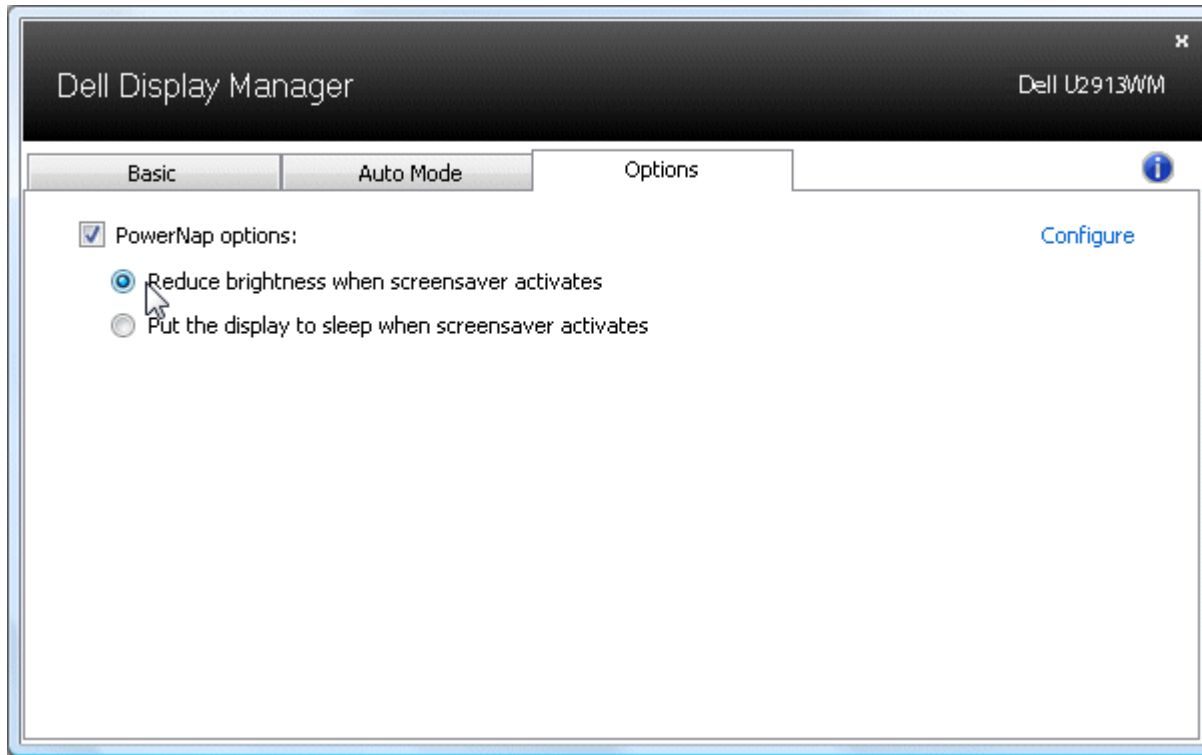 Dell Display Manager
Dell U2913WM
Basic
Auto Mode
Options
PowerNap options:
Configure
Reduce brightness when screensaver activates
Put the display to sleep when screensaver activates